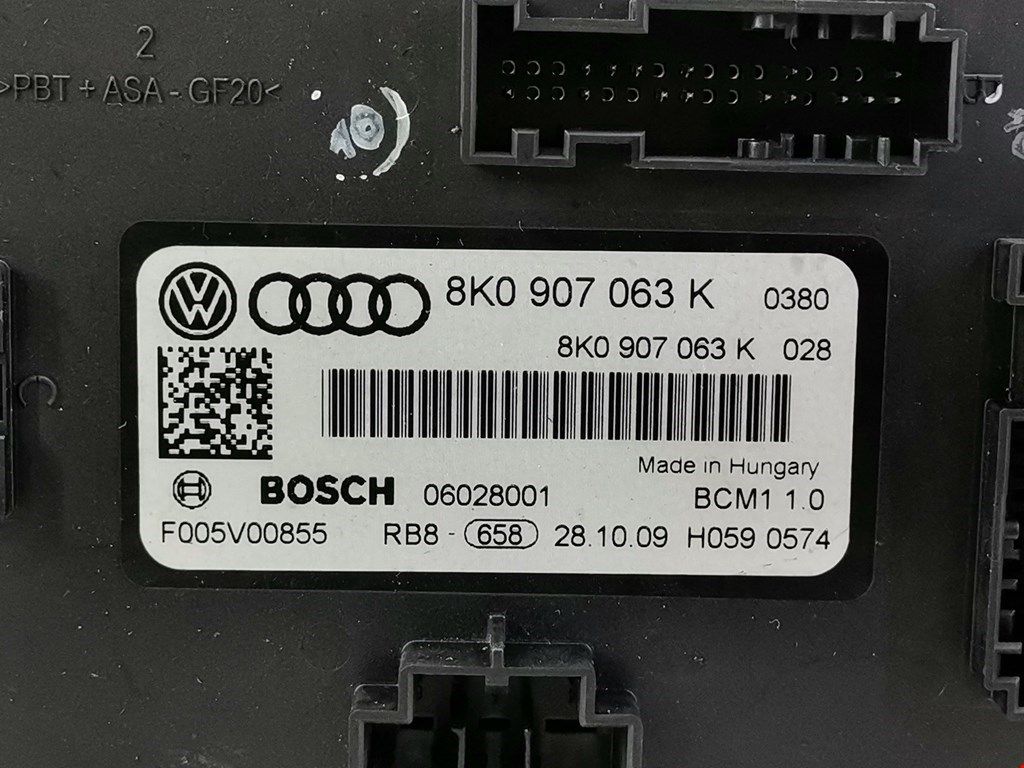 2
>PBT + ASA - GF20<
B
8K0 907 063 K 0380
8K0 907 063 K 028
Made in Hungary
BOSCH 06028001 BCM1 1.0
F005V00855 RB8 - 658 28.10.09 H059 0574
C